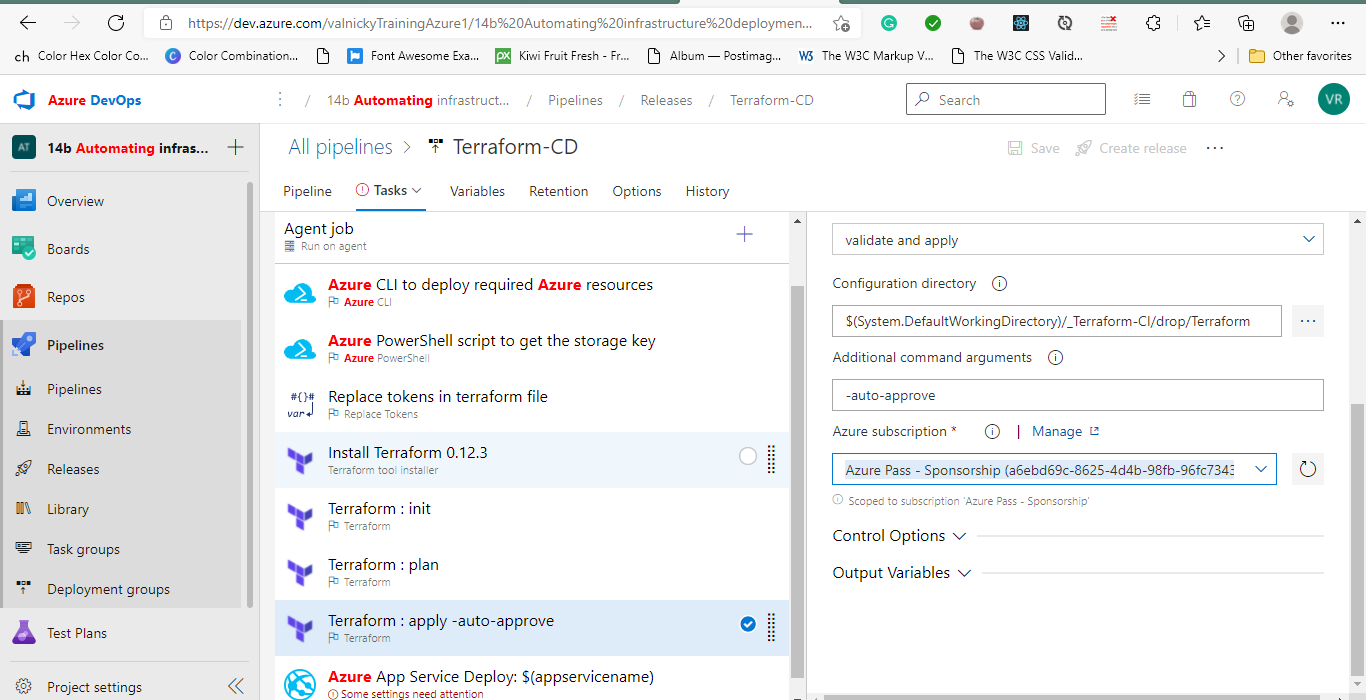 https://dev.azure.com/valnickyTrainingAzure1/14b%20Automating%20infrastructure%20deploymen...
ch Color Hex Color Co...
Color Combination...
Font Awesome Exa...
Kiwi Fruit Fresh - Fr...
Album — Postimag...
The W3C Markup V...
The W3C CSS Valid...
Other favorites
Azure DevOps
/ 14b Automating infrastruct... / Pipelines / Releases / Terraform-CD
Search
VR
AT 14b Automating infras...
All pipelines > Terraform-CD
Save
Create release
Overview
Boards
Repos
Pipelines
Pipelines
Environments
Releases
Library
Task groups
Deployment groups
Test Plans
Project settings
Pipeline
Tasks
Variables
Retention
Options
History
Agent job
Run on agent
Azure CLI to deploy required Azure resources
Azure CLI
Azure PowerShell script to get the storage key
Azure PowerShell
#{}#
var
Replace tokens in terraform file
Replace Tokens
Install Terraform 0.12.3
Terraform tool installer
Terraform : init
Terraform
Terraform : plan
Terraform
Terraform : apply -auto-approve
Terraform
Azure App Service Deploy: $(appservicename)
Some settings need attention
validate and apply
Configuration directory
$(System.DefaultWorkingDirectory)/_Terraform-CI/drop/Terraform
Additional command arguments
-auto-approve
Azure subscription * | Manage
Azure Pass - Sponsorship (a6ebd69c-8625-4d4b-98fb-96fc7343
Scoped to subscription 'Azure Pass - Sponsorship'
Control Options
Output Variables